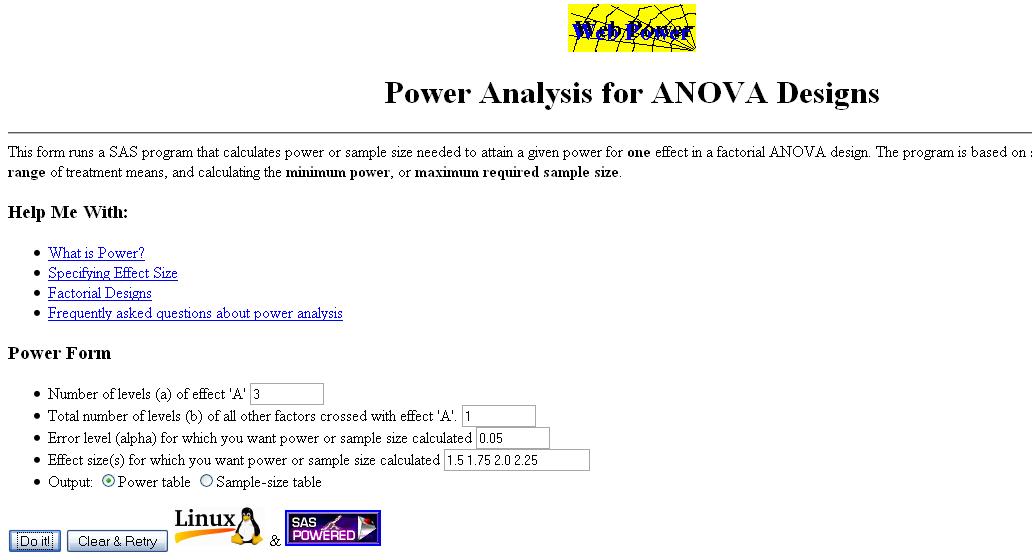 Web Power
Power Analysis for ANOVA Designs
This form runs a SAS program that calculates power or sample size needed to attain a given power for one effect in a factorial ANOVA design. The program is based on
range of treatment means, and calculating the minimum power, or maximum required sample size.
Help Me With:
What is Power?
Specifying Effect Size
Factorial Designs
Frequently asked questions about power analysis
Power Form
Number of levels (a) of effect 'A' 3
Total number of levels (b) of all other factors crossed with effect 'A'. 1
Error level (alpha) for which you want power or sample size calculated 0.05
Effect size(s) for which you want power or sample size calculated 1.5 1.75 2.0 2.25
Output: Power table Sample-size table
Do it! Clear & Retry Linux & SAS POWERED